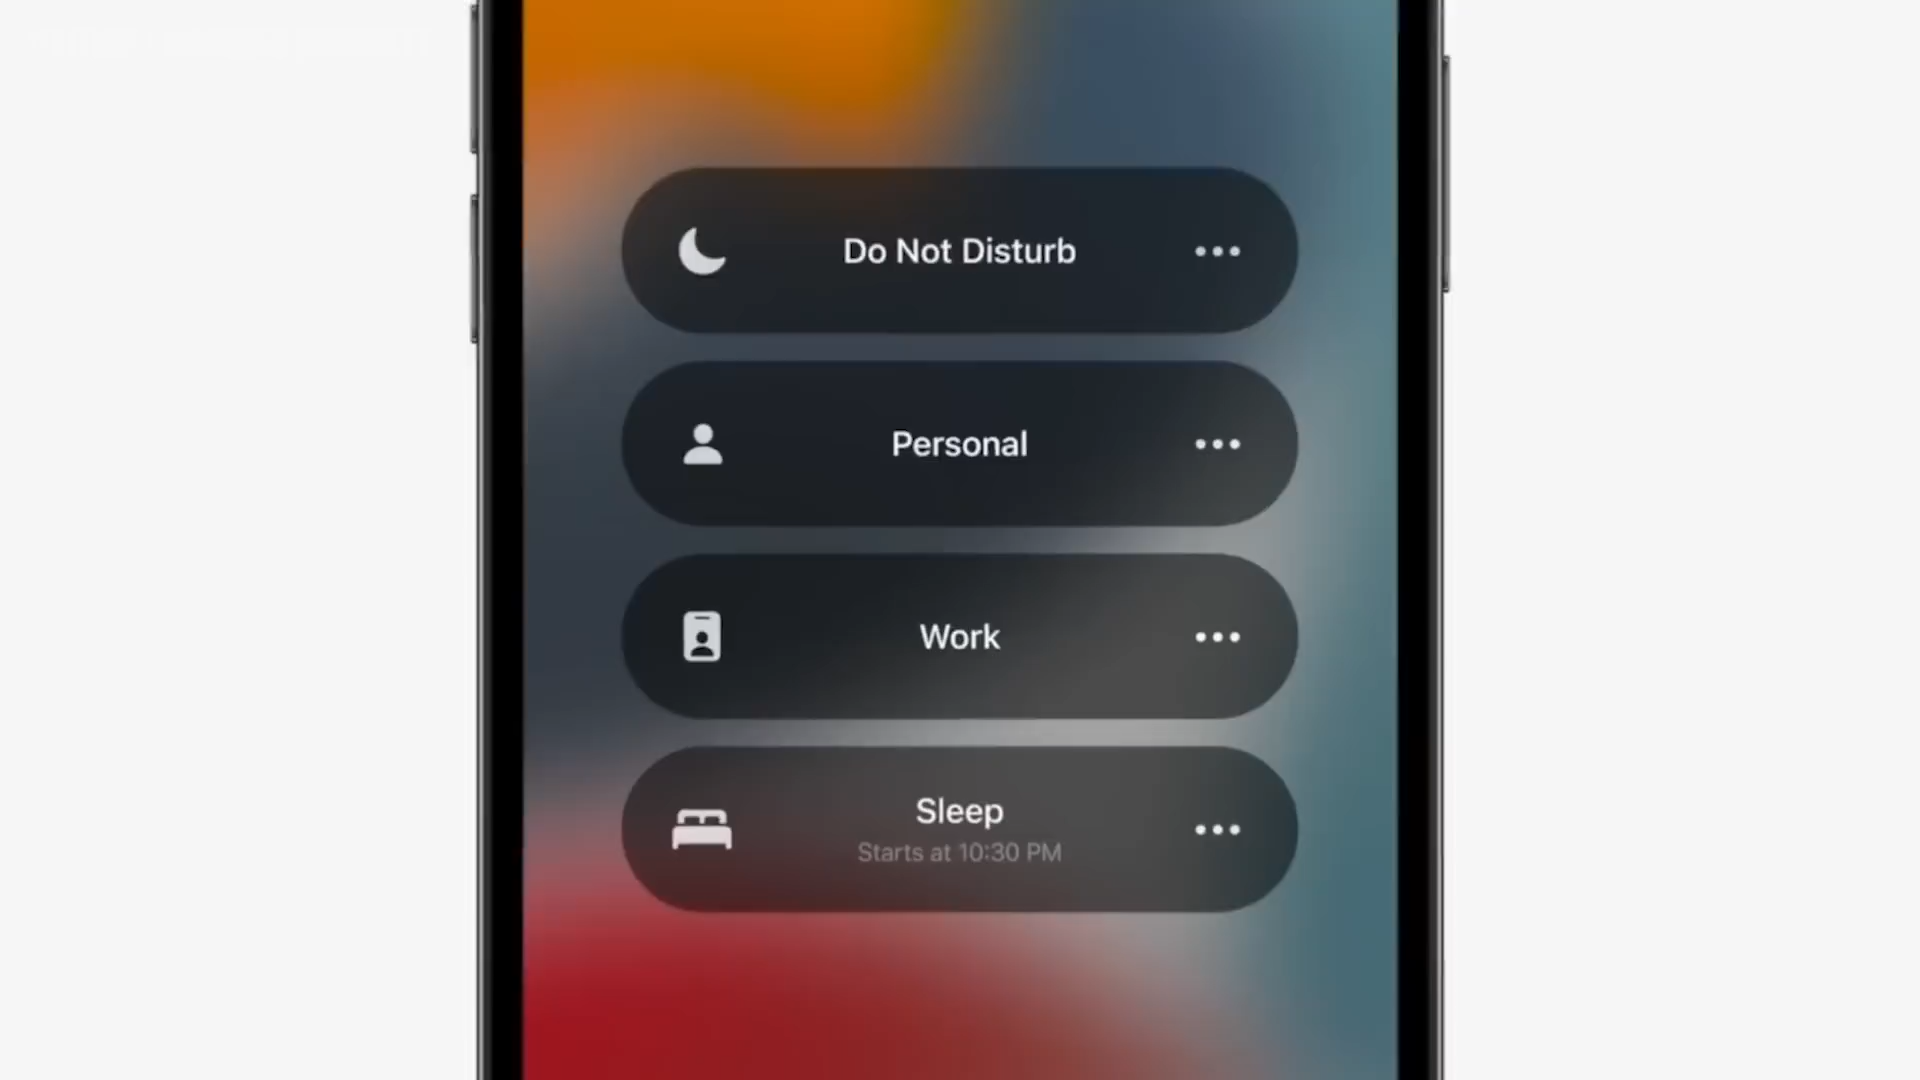 Do Not Disturb
Personal
Work
Sleep
Starts at 10:30 PM